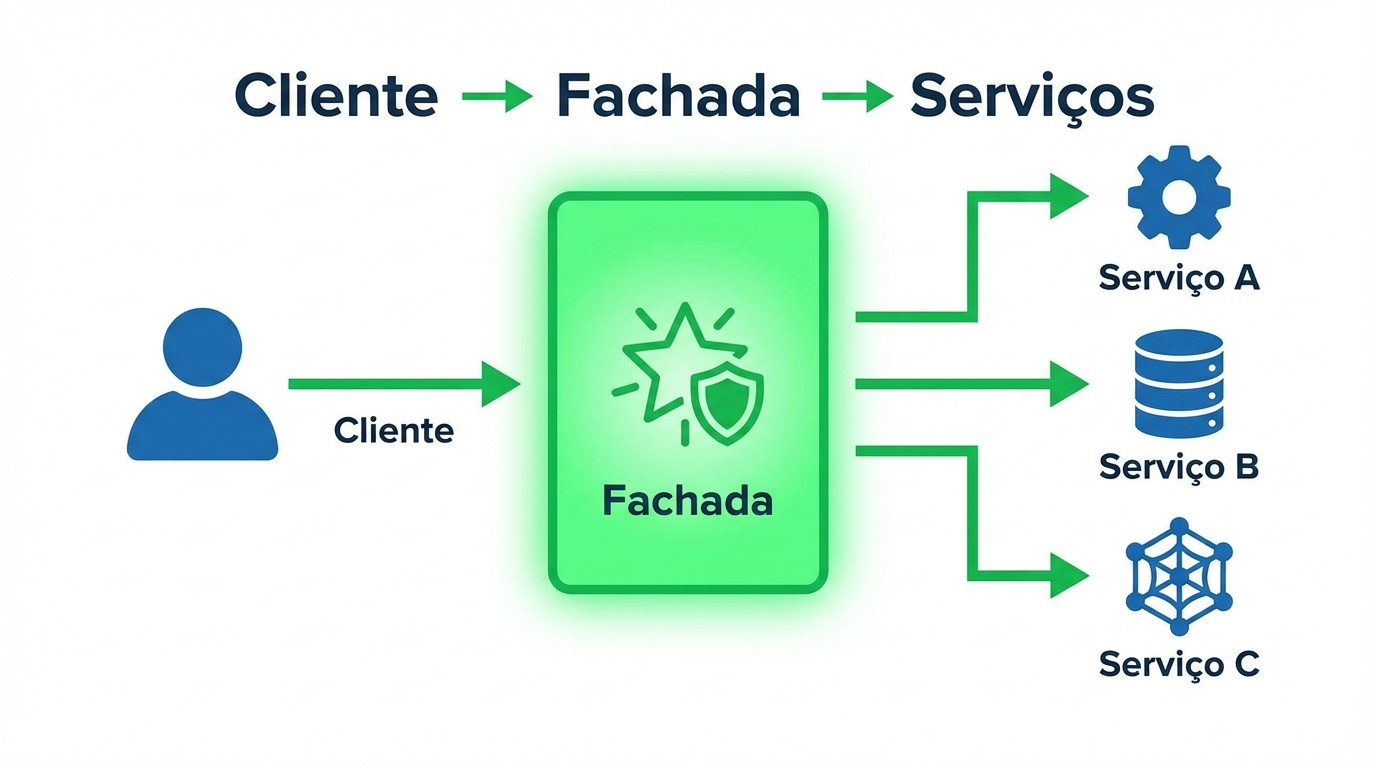 Cliente → Fachada → Serviços
Serviço A
Cliente
Fachada
Serviço B
Serviço C